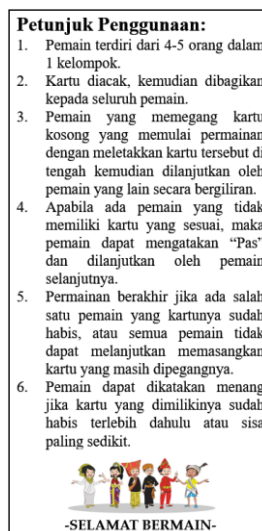 Petunjuk Penggunaan:
1. Pemain terdiri dari 4-5 orang dalam
1 kelompok.
2. Kartu diacak, kemudian dibagikan
kepada seluruh pemain.
3. Pemain yang memegang kartu
kosong yang memulai permainan
dengan meletakkan kartu tersebut di
tengah kemudian dilanjutkan oleh
pemain yang lain secara bergiliran.
4. Apabila ada pemain yang tidak
memiliki kartu yang sesuai, maka
pemain dapat mengatakan “Pas”
dan dilanjutkan oleh pemain
selanjutnya.
5. Permainan berakhir jika ada salah
satu pemain yang kartunya sudah
habis, atau semua pemain tidak
dapat melanjutkan memasangkan
kartu yang masih dipegangnya.
6. Pemain dapat dikatakan menang
jika kartu yang dimilikinya sudah
habis terlebih dahulu atau sisa
paling sedikit.
-SELAMAT BERMAIN-